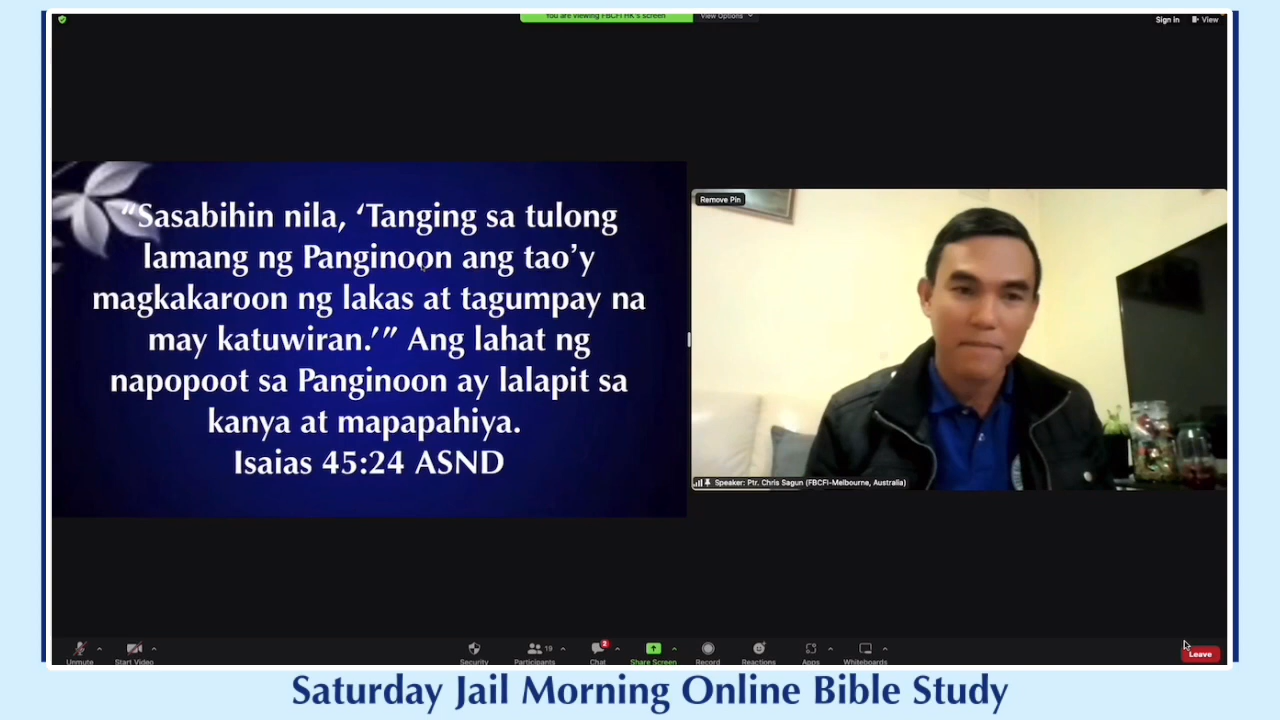 You are viewing FBCFI HK's screen
View Options
Sign in
View
“Sasabihin nila, ‘Tanging sa tulong
lamang ng Panginoon ang tao’y
magkakaroon ng lakas at tagumpay na
may katuwiran.’” Ang lahat ng
napopoot sa Panginoon ay lalapit sa
kanya at mapapahiya.
Isaias 45:24 ASND
Remove Pin
Speaker: Ptr. Chris Sagun (FBCFI-Melbourne, Australia)
Unmute
Start Video
Security
Participants
19
Chat
2
Share Screen
Record
Reactions
Apps
Whiteboards
Leave
Saturday Jail Morning Online Bible Study